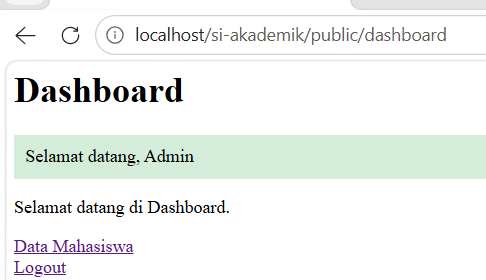 localhost/si-akademik/public/dashboard
Dashboard
Selamat datang, Admin
Selamat datang di Dashboard.
Data Mahasiswa
Logout